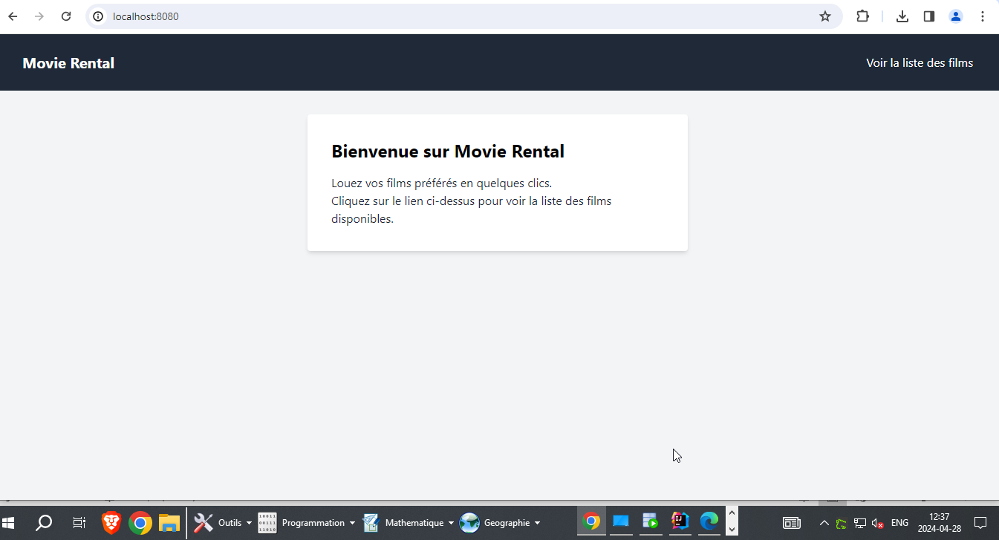 localhost:8080
Movie Rental
Voir la liste des films
Bienvenue sur Movie Rental
Louez vos films préférés en quelques clics.
Cliquez sur le lien ci-dessus pour voir la liste des films
disponibles.
Outils
Programmation
Mathematique
Geographie
ENG
12:37
2024-04-28